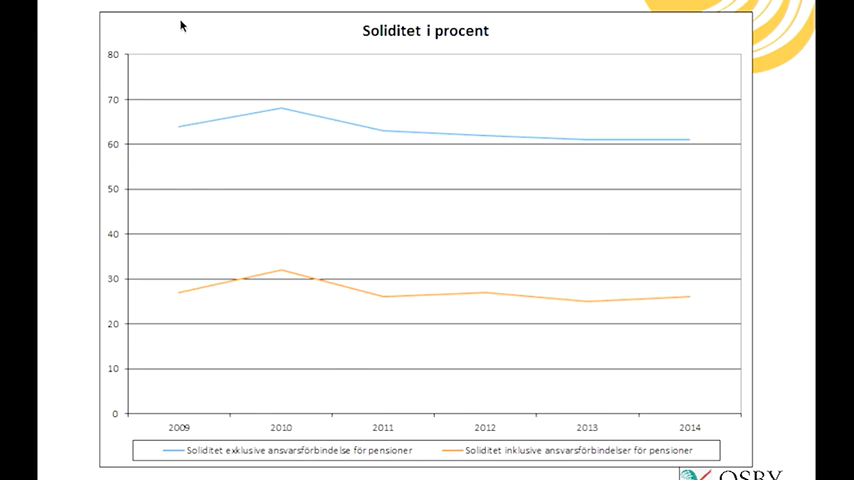 Soliditet i procent
80
70
60
50
40
30
20
10
0
2009 2010 2011 2012 2013 2014
Soliditet exklusive ansvarsförbindelse för pensioner Soliditet inklusive ansvarsförbindelser för pensioner
OSBY